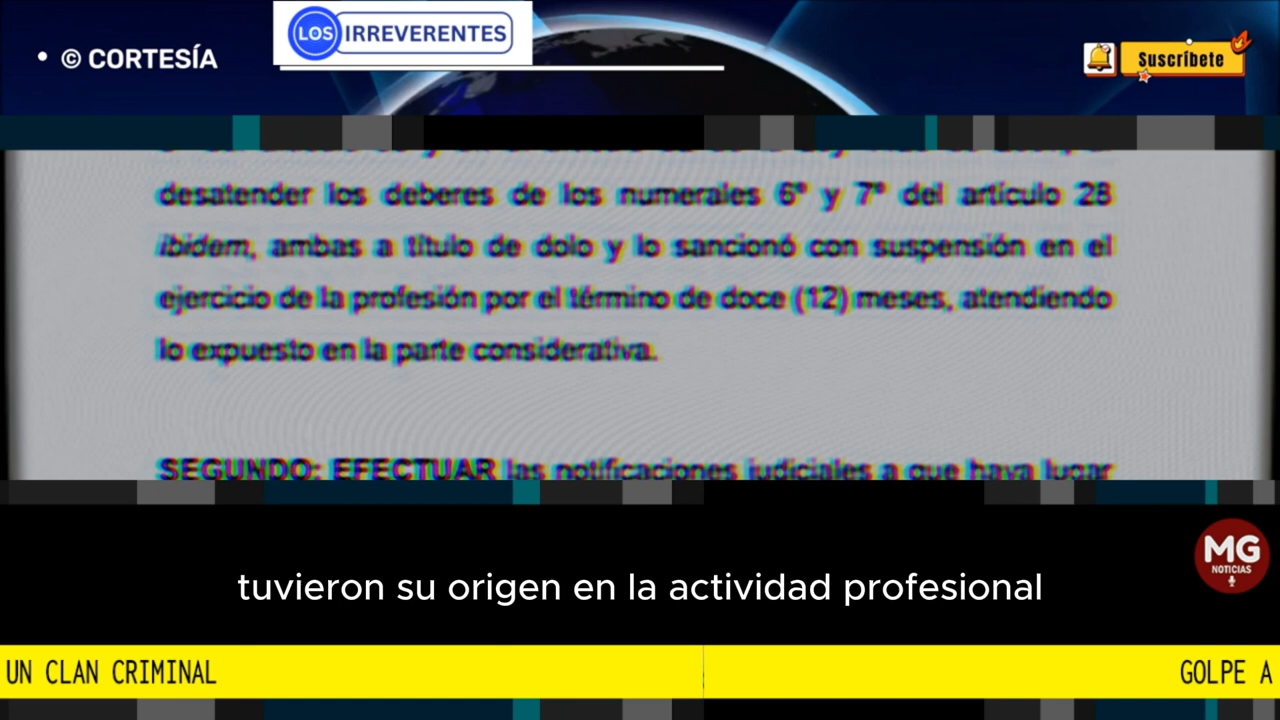 • © CORTESÍA
LOS IRREVERENTES
Suscríbete
desatender los deberes de los numerales 6° y 7° del artículo 28
ibidem, ambas a título de dolo y lo sancionó con suspensión en el
ejercicio de la profesión por el término de doce (12) meses, atendiendo
lo expuesto en la parte considerativa.
SEGUNDO: EFECTUAR las notificaciones judiciales a que haya lugar
MG
NOTICIAS
tuvieron su origen en la actividad profesional
UN CLAN CRIMINAL
GOLPE A